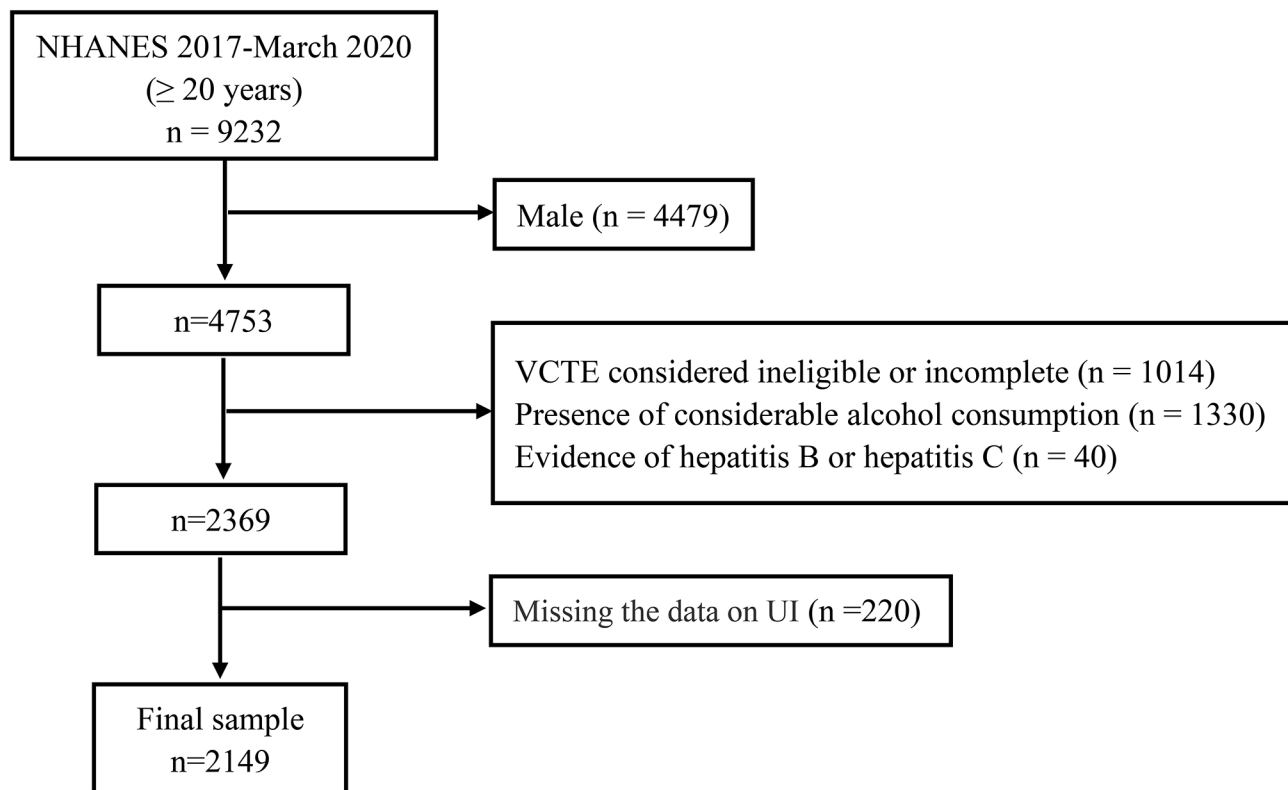 NHANES 2017-March 2020
(≥ 20 years)
n = 9232
Male (n = 4479)
n=4753
VCTE considered ineligible or incomplete (n = 1014)
Presence of considerable alcohol consumption (n = 1330)
Evidence of hepatitis B or hepatitis C (n = 40)
n=2369
Missing the data on UI (n =220)
Final sample
n=2149